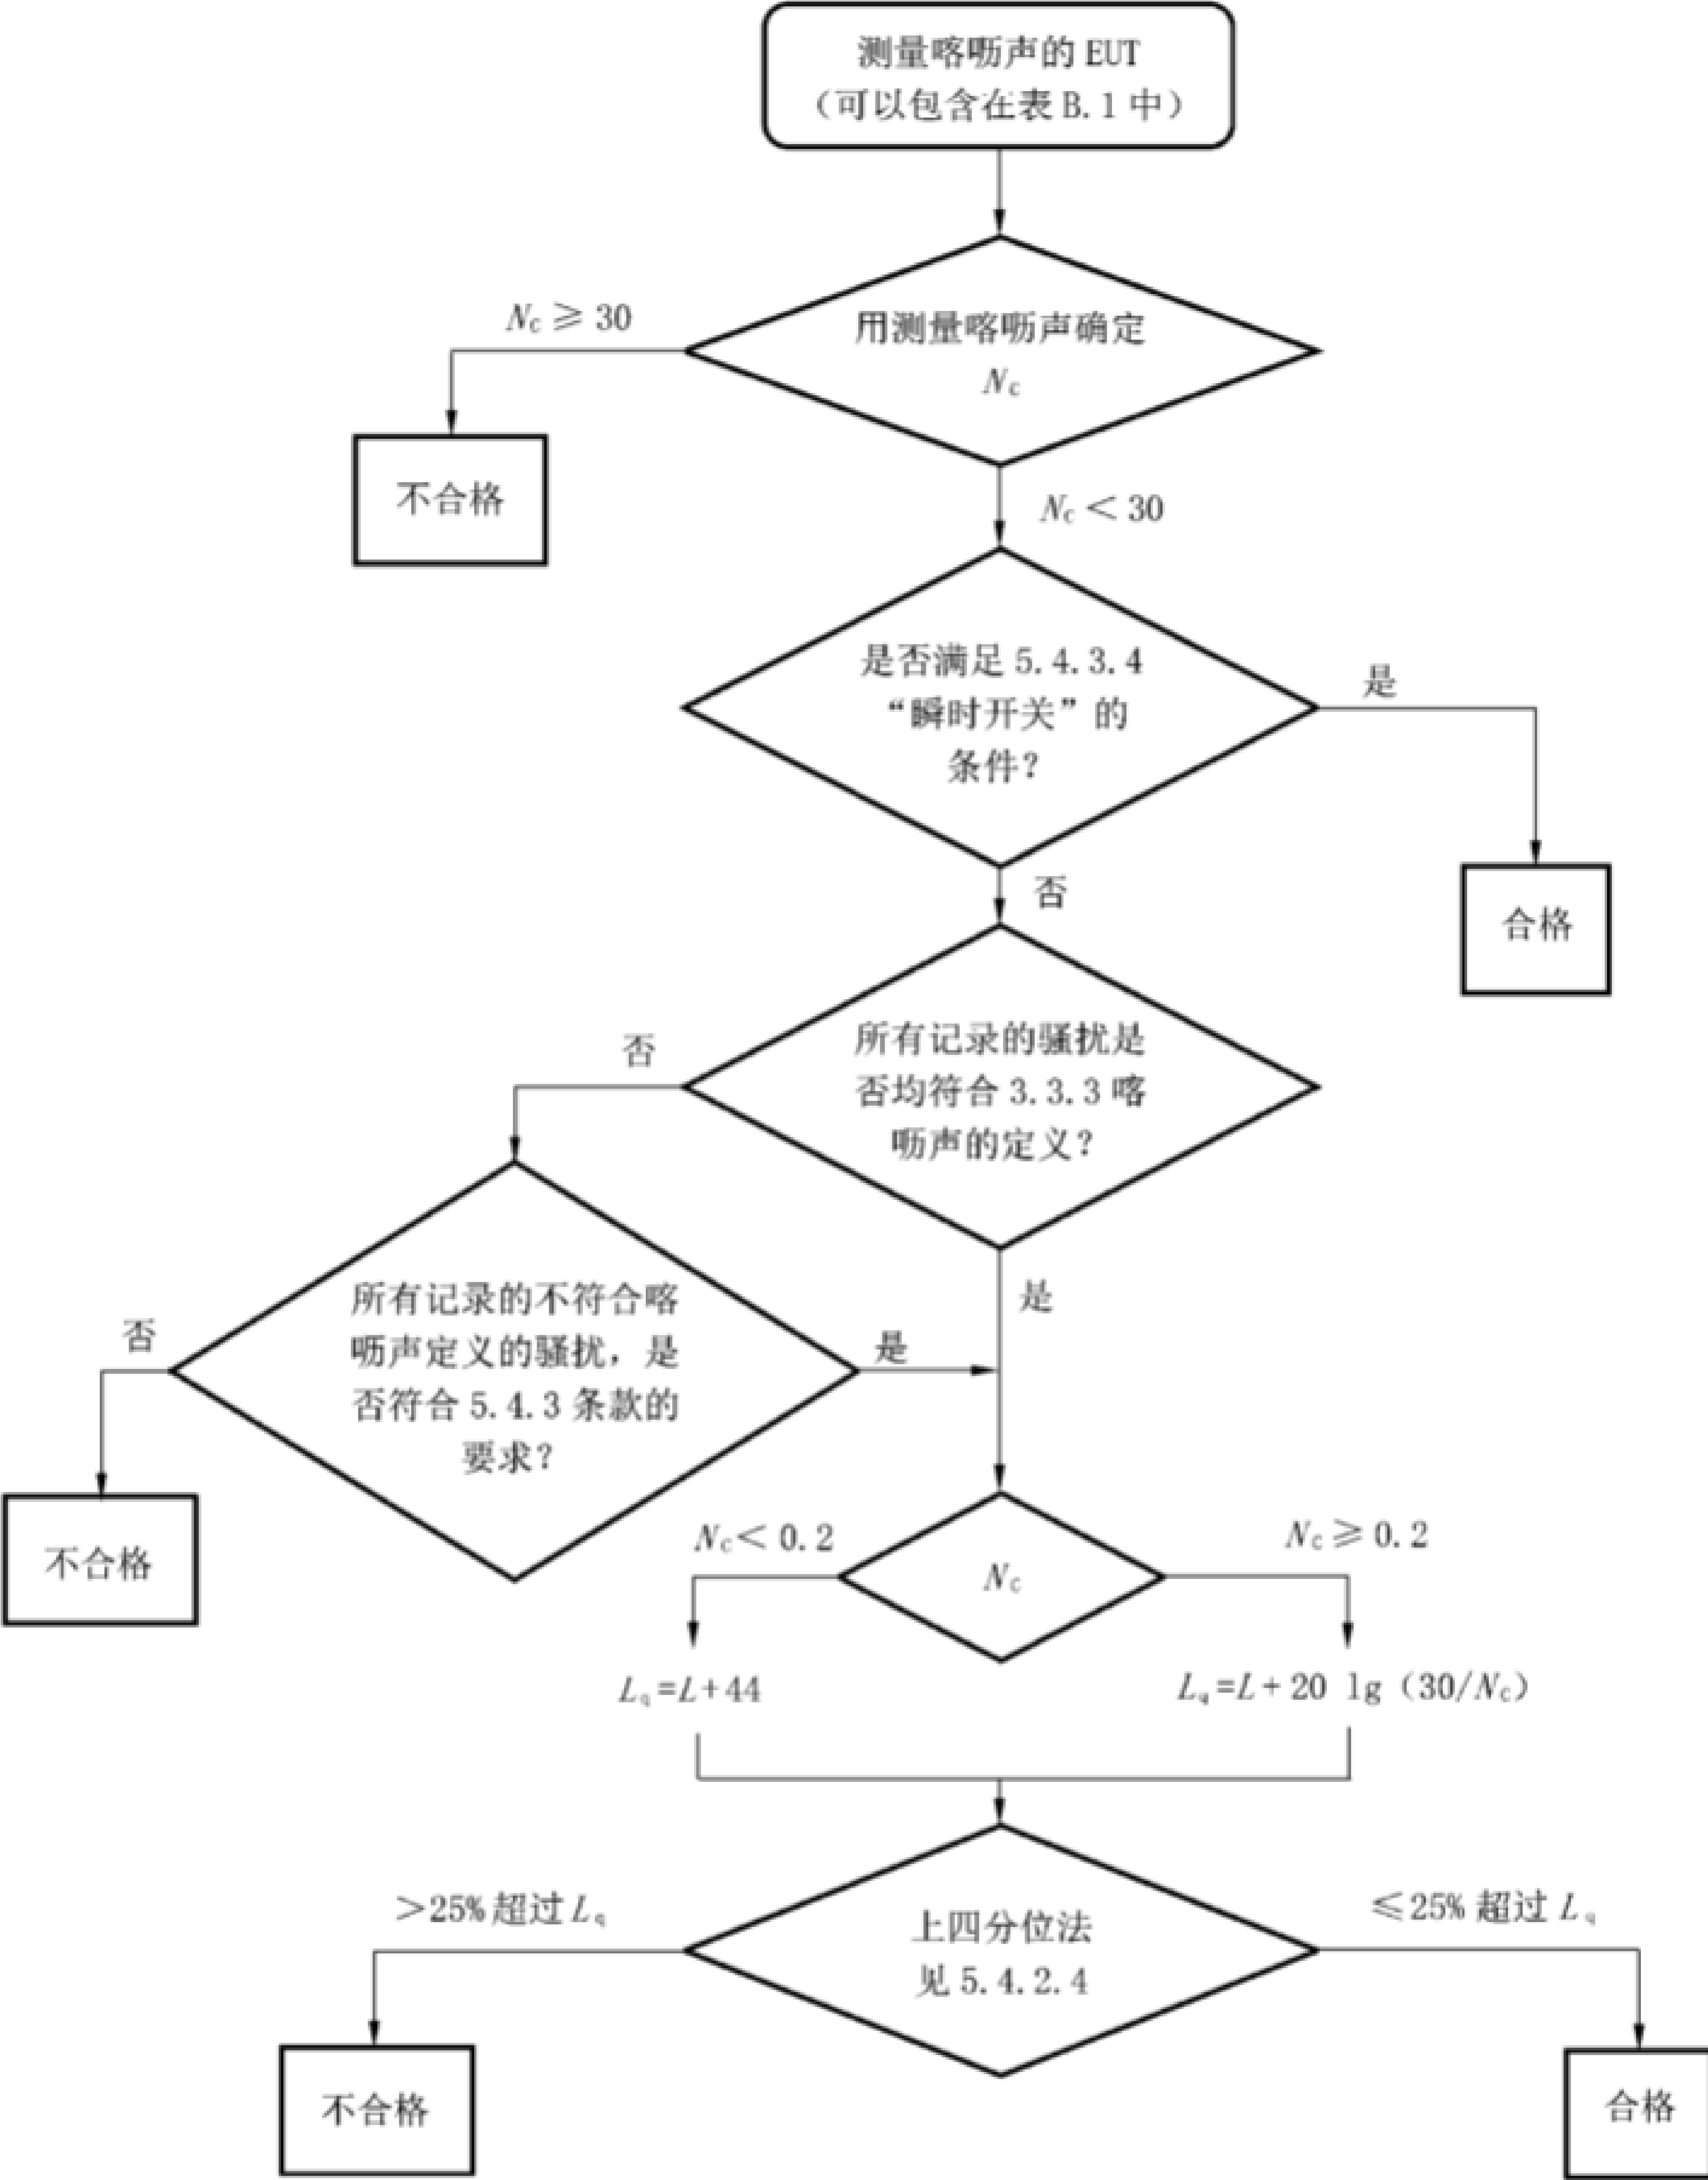 测量喀呖声的 EUT
（可以包含在表 B.1 中）
用测量喀呖声确定
Nc
Nc ≥ 30
不合格
Nc < 30
是否满足 5.4.3.4
“瞬时开关”的
条件？
是
合格
否
所有记录的骚扰是
否均符合 3.3.3 喀
呖声的定义？
否
是
所有记录的不符合喀
呖声定义的骚扰，是
否符合 5.4.3 条款的
要求？
否
是
不合格
Nc
Nc < 0.2
Nc ≥ 0.2
Lq=L+44
Lq=L+20 lg（30/Nc）
上四分位法
见 5.4.2.4
>25% 超过 Lq
≤25% 超过 Lq
不合格
合格